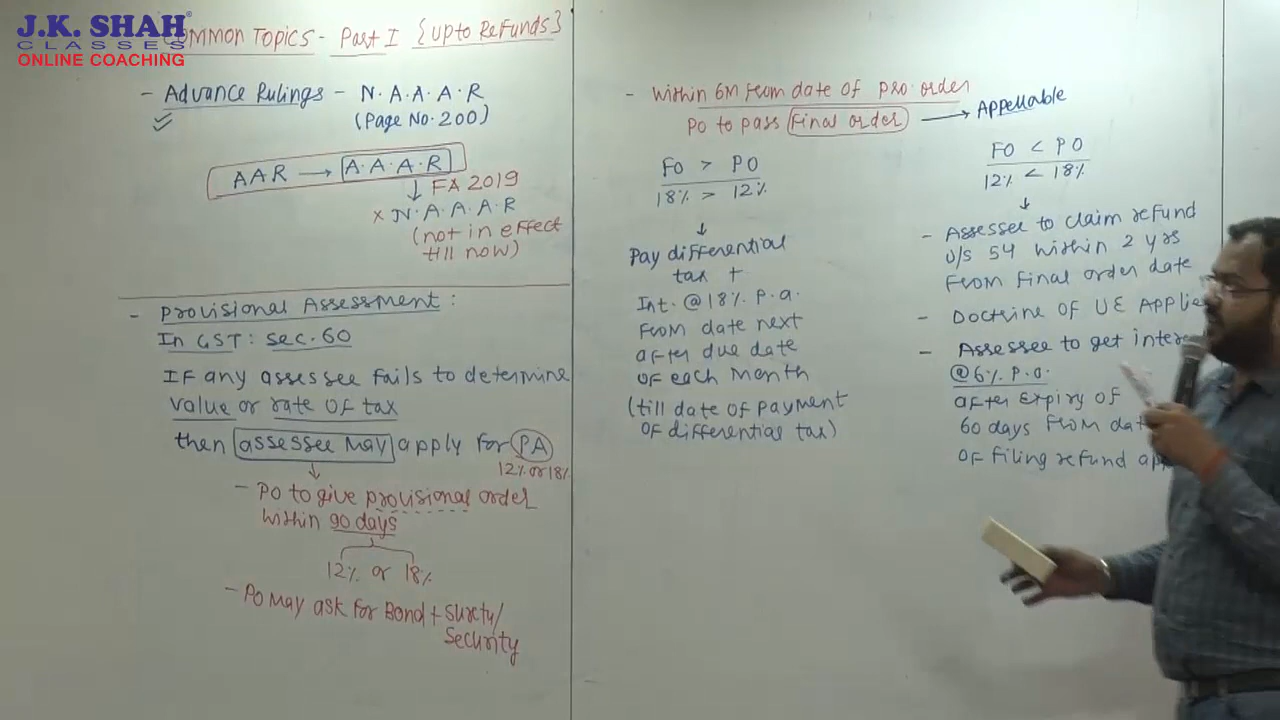 J.K. SHAH®
CLASSES
ONLINE COACHING
COMMON TOPICS - Part I {Upto Refunds}
- Advance Rulings - N.A.A.A.R
(Page No. 200)
AAR → A.A.A.R
↓ FA 2019
x N.A.A.A.R
(not in effect
till now)
- Provisional Assessment:
In GST: Sec. 60
If any assessee fails to determine
value or rate of tax
then assessee may apply for PA
12% or 18%
↓
- PO to give provisional order
within 90 days
12% or 18%
- PO may ask for Bond + Surety/
Security
- Within 6M from date of pro. order
PO to pass final order → Appellable
FO > PO
18% > 12%
↓
Pay differential
tax +
Int. @ 18% p.a.
from date next
after due date
of each month
(till date of payment
of differential tax)
FO < PO
12% < 18%
↓
- Assessee to claim refund
U/s 54 within 2 yrs
from final order date
- Doctrine of UE
- Assessee to get
@ 6% p.a.
after expiry of
60 days from
of filing refund